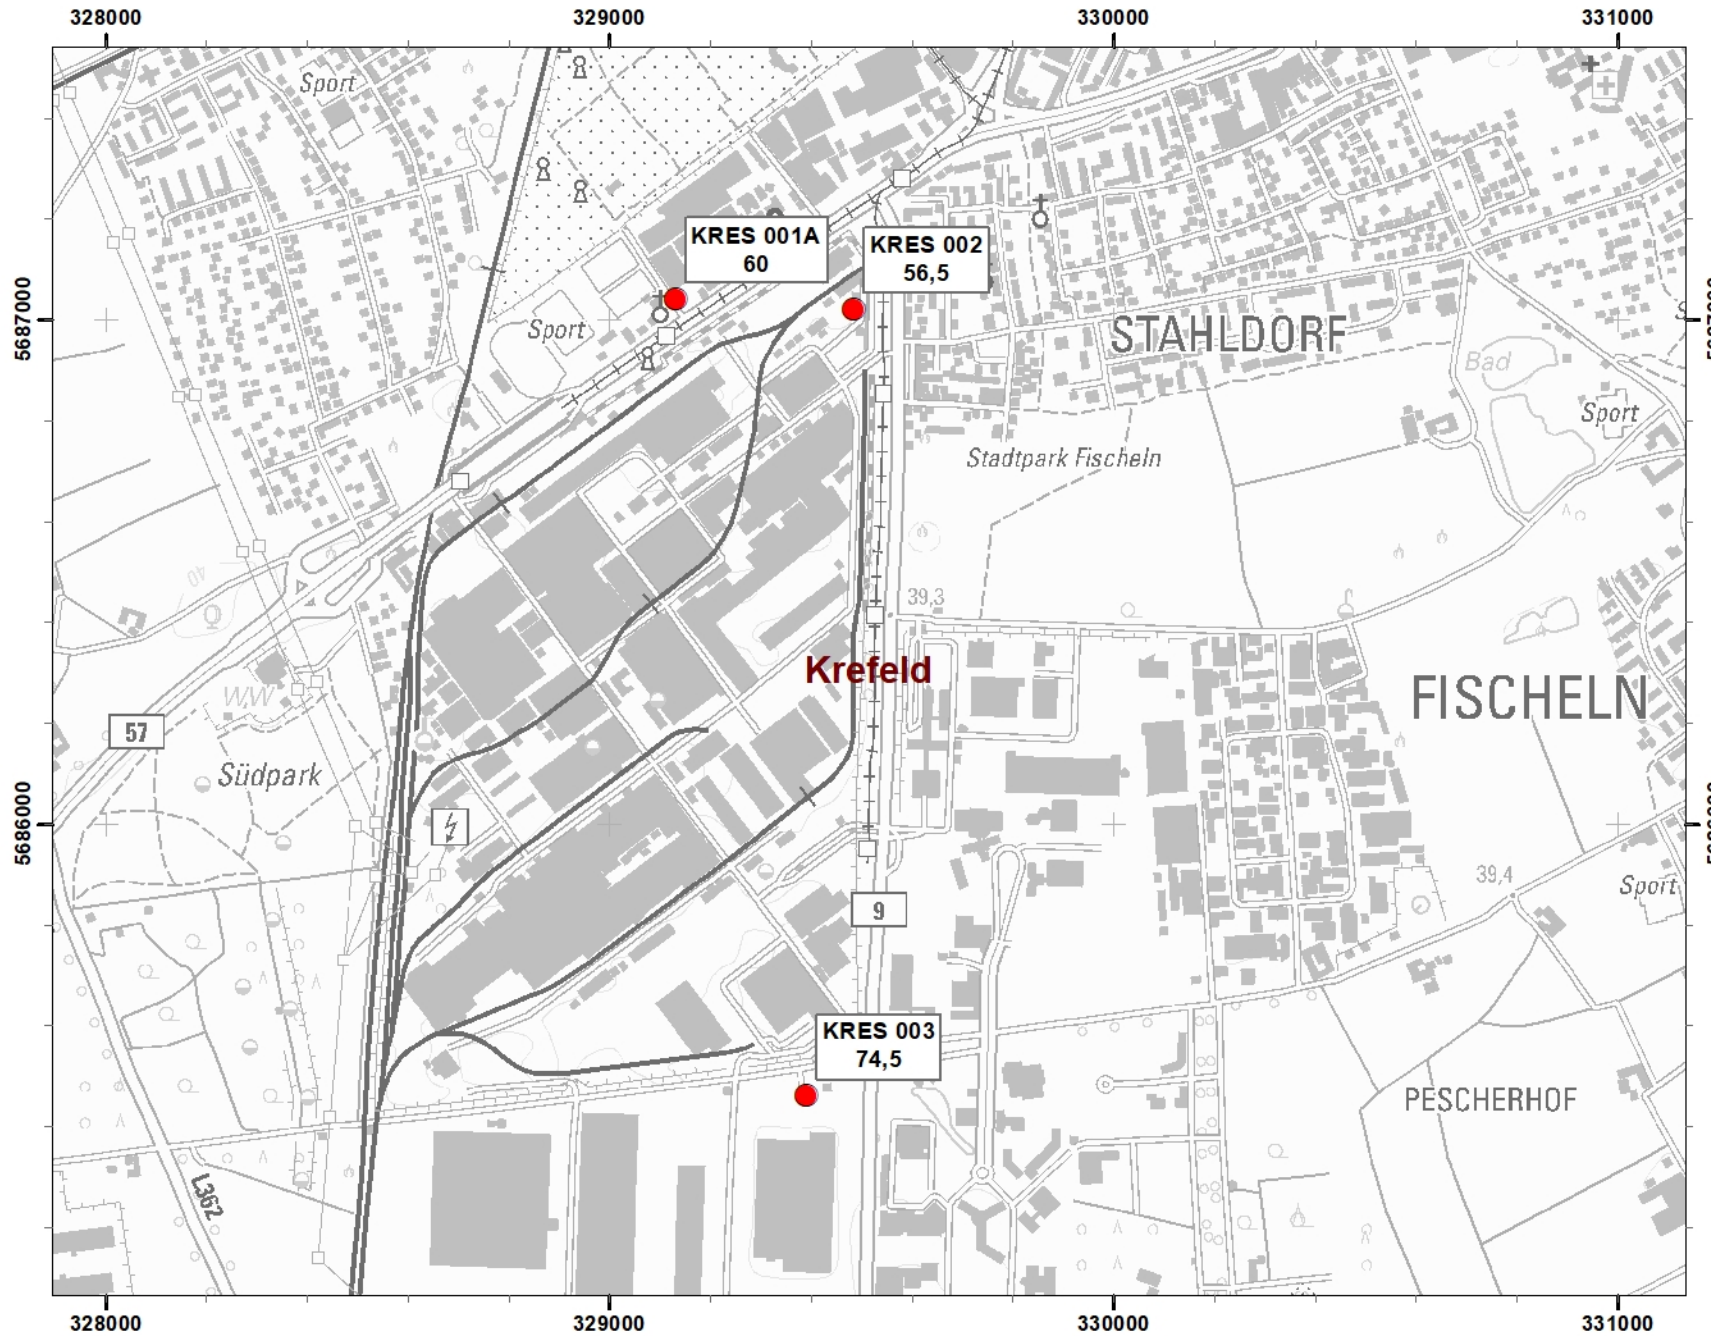 328000
329000
330000
331000
Sport
KRES 001A
60
KRES 002
56,5
5687000
Sport
STAHLDORF
Bad
Sport
Stadtpark Fischeln
40
39,3
Krefeld
WW
FISCHELN
57
Südpark
5686000
39,4
Sport
9
KRES 003
74,5
PESCHERHOF
L362
328000
329000
330000
331000